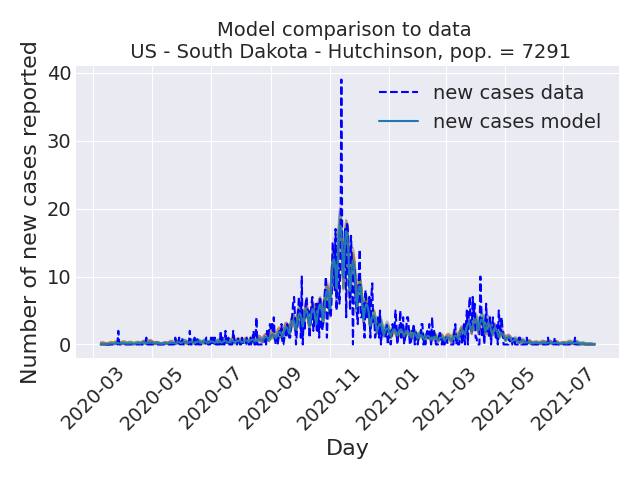 Model comparison to data
US - South Dakota - Hutchinson, pop. = 7291
Number of new cases reported
40
30
20
10
0
new cases data
new cases model
2020-03
2020-05
2020-07
2020-09
2020-11
2021-01
2021-03
2021-05
2021-07
Day